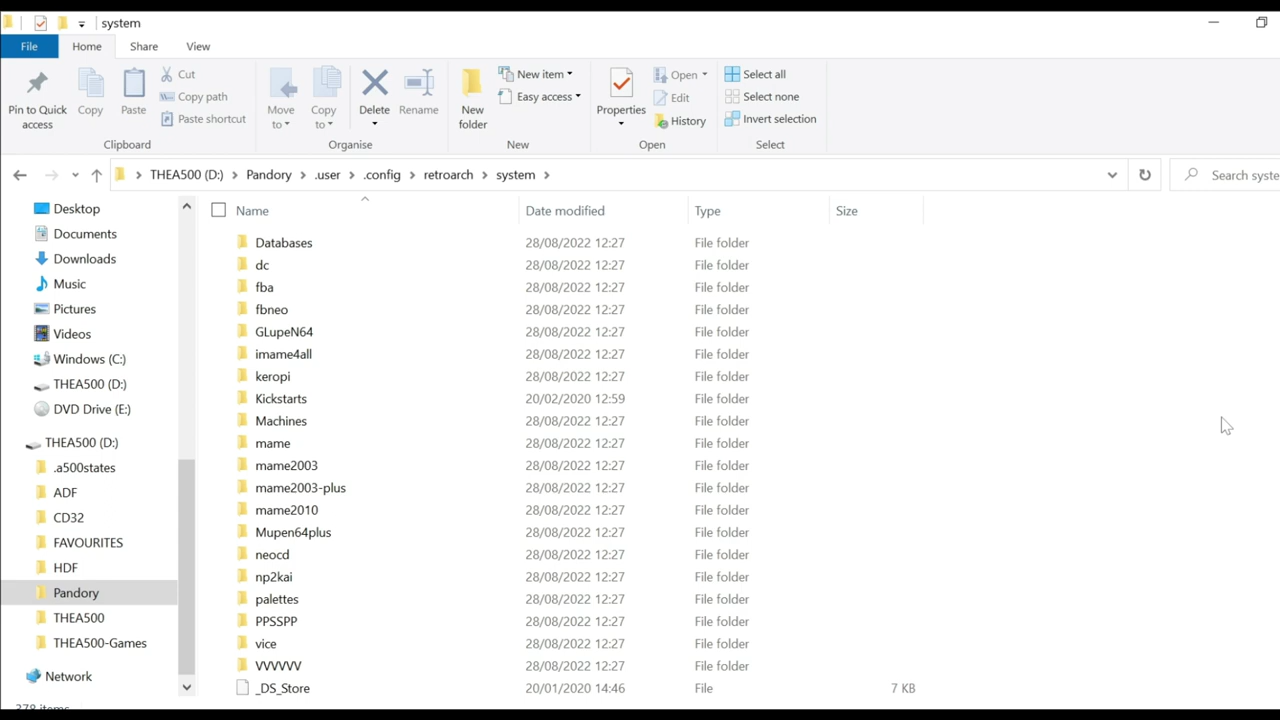 system
File Home Share View
Pin to Quick access
Copy
Paste
Cut
Copy path
Paste shortcut
Clipboard
Move to
Copy to
Delete
Rename
Organise
New folder
New item
Easy access
New
Properties
Open
Edit
History
Open
Select all
Select none
Invert selection
Select
THEA500 (D:) Pandory .user .config retroarch system
Search syste
Desktop
Documents
Downloads
Music
Pictures
Videos
Windows (C:)
THEA500 (D:)
DVD Drive (E:)
THEA500 (D:)
.a500states
ADF
CD32
FAVOURITES
HDF
Pandory
THEA500
THEA500-Games
Network
Name Date modified Type Size
Databases 28/08/2022 12:27 File folder
dc 28/08/2022 12:27 File folder
fba 28/08/2022 12:27 File folder
fbneo 28/08/2022 12:27 File folder
GLupeN64 28/08/2022 12:27 File folder
imame4all 28/08/2022 12:27 File folder
keropi 28/08/2022 12:27 File folder
Kickstarts 20/02/2020 12:59 File folder
Machines 28/08/2022 12:27 File folder
mame 28/08/2022 12:27 File folder
mame2003 28/08/2022 12:27 File folder
mame2003-plus 28/08/2022 12:27 File folder
mame2010 28/08/2022 12:27 File folder
Mupen64plus 28/08/2022 12:27 File folder
neocd 28/08/2022 12:27 File folder
np2kai 28/08/2022 12:27 File folder
palettes 28/08/2022 12:27 File folder
PPSSPP 28/08/2022 12:27 File folder
vice 28/08/2022 12:27 File folder
VVVVVV 28/08/2022 12:27 File folder
_DS_Store 20/01/2020 14:46 File 7 KB
378 items